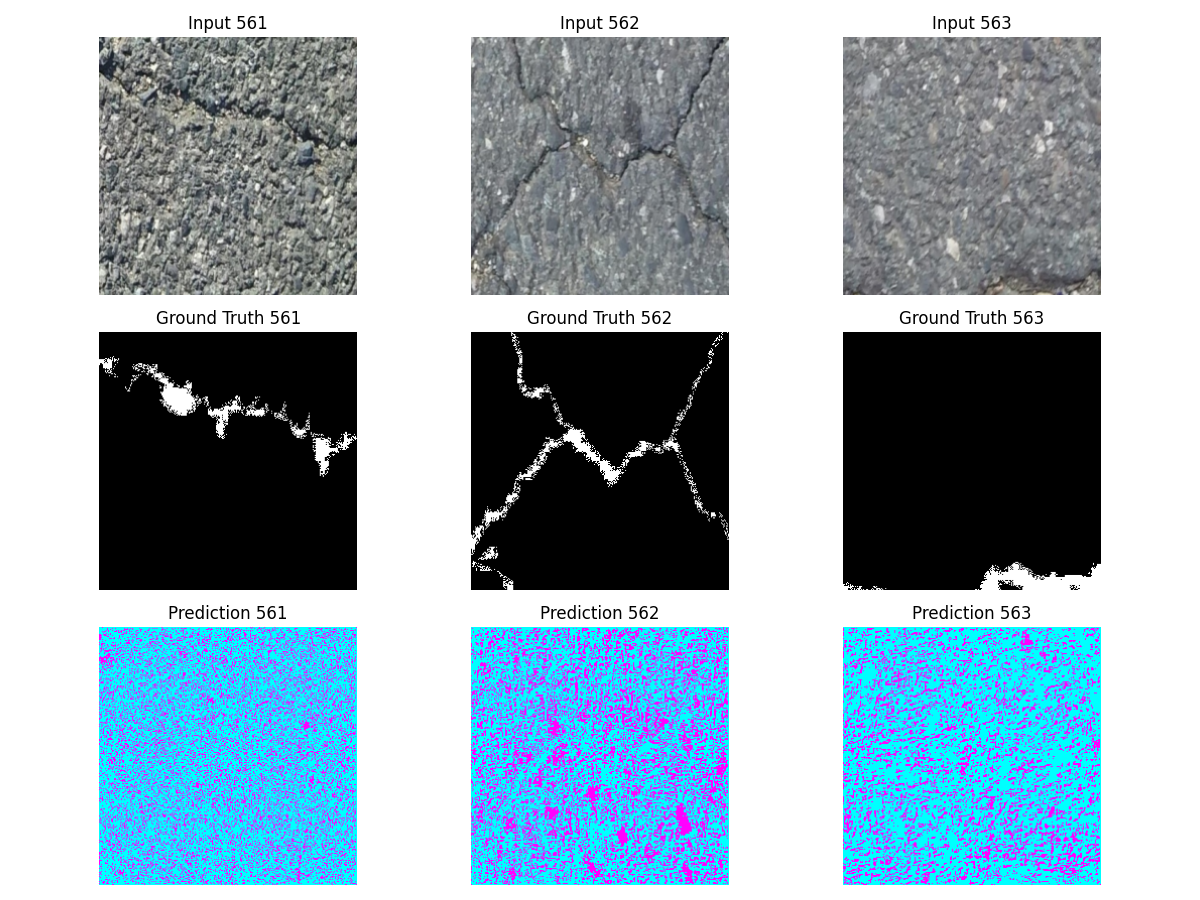 Input 561
Input 562
Input 563
Ground Truth 561
Ground Truth 562
Ground Truth 563
Prediction 561
Prediction 562
Prediction 563